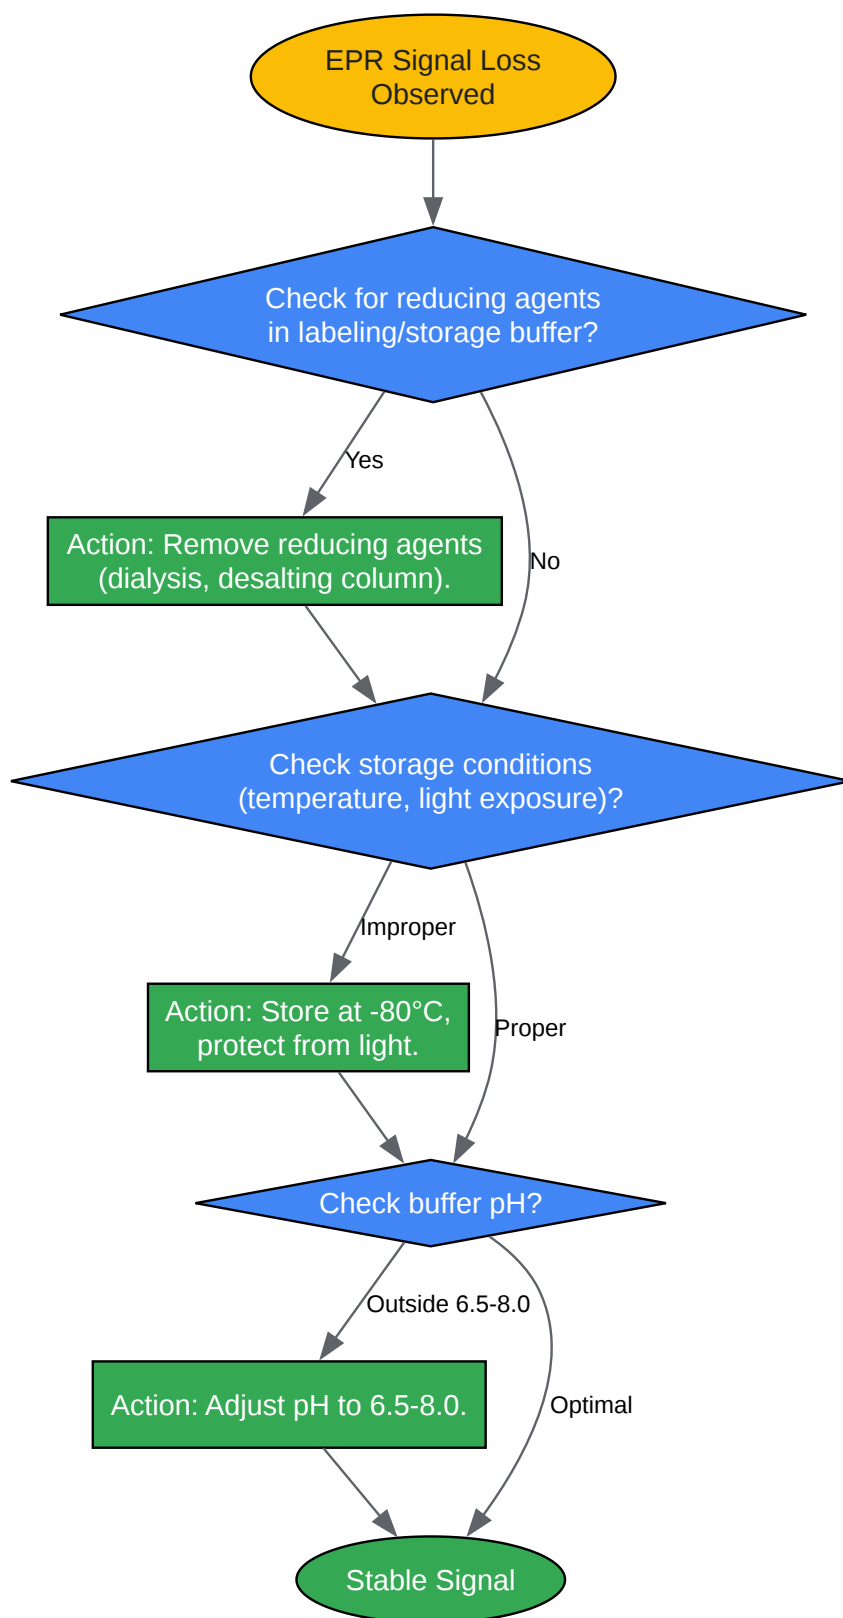 EPR Signal Loss
Observed
Check for reducing agents
in labeling/storage buffer?
Yes
Action: Remove reducing agents
(dialysis, desalting column).
No
Check storage conditions
(temperature, light exposure)?
Improper
Action: Store at -80°C,
protect from light.
Proper
Check buffer pH?
Outside 6.5-8.0
Action: Adjust pH to 6.5-8.0.
Optimal
Stable Signal